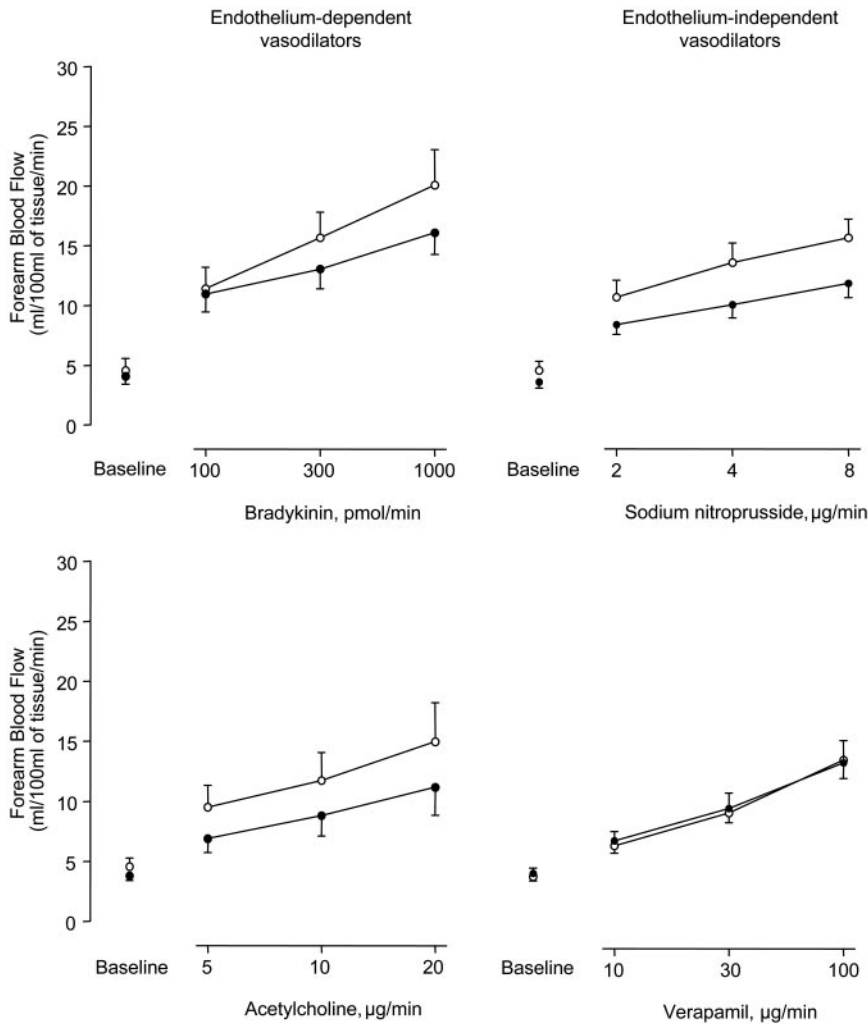 Endothelium-dependent
vasodilators
Endothelium-independent
vasodilators
Forearm Blood Flow
(ml/100ml of tissue/min)
30
25
20
15
10
5
0
Baseline
100
300
1000
Bradykinin, pmol/min
Baseline
2
4
8
Sodium nitroprusside, µg/min
Forearm Blood Flow
(ml/100ml of tissue/min)
30
25
20
15
10
5
0
Baseline
5
10
20
Acetylcholine, µg/min
Baseline
10
30
100
Verapamil, µg/min